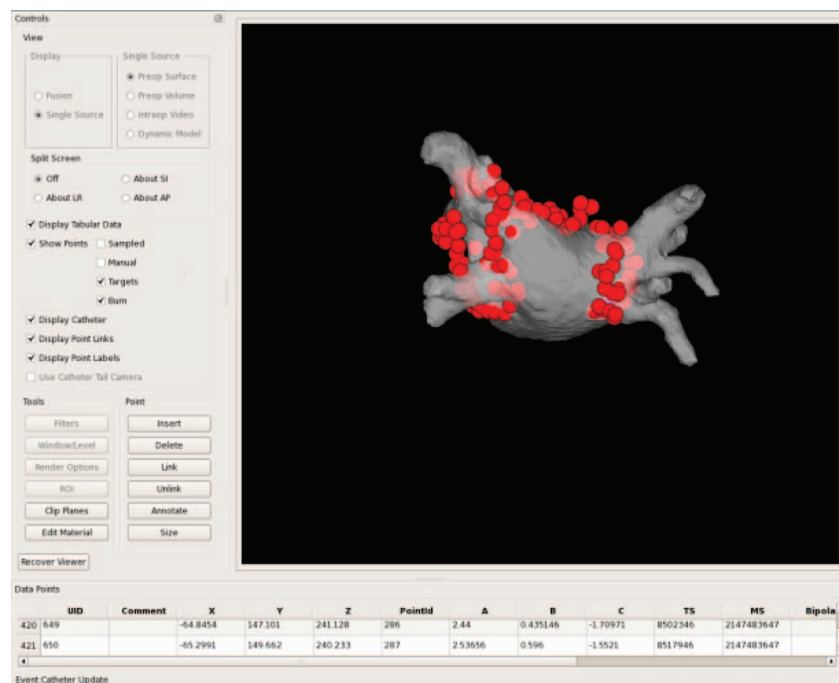 Controls
View
Display
Single Source
Preop Surface
Fusion
Preop Volume
Single Source
Intraop Video
Dynamic Model
Split Screen
Off
About SI
About LR
About AP
Display Tabular Data
Show Points
Sampled
Manual
Targets
Burn
Display Catheter
Display Point Links
Display Point Labels
Use Catheter Tail Camera
Tools
Point
Filters
Insert
Window/Level
Delete
Render Options
Link
ROI
Unlink
Clip Planes
Annotate
Edit Material
Size
Recover Viewer
Data Points
UID Comment X Y Z PointId A B C TS MS Bipola
420 649 -64.8454 147.101 241.128 286 2.44 0.435146 -1.70971 8502346 2147483647
421 650 -65.2991 149.662 240.233 287 2.53656 0.596 -1.5521 8517946 2147483647
Event Catheter Update